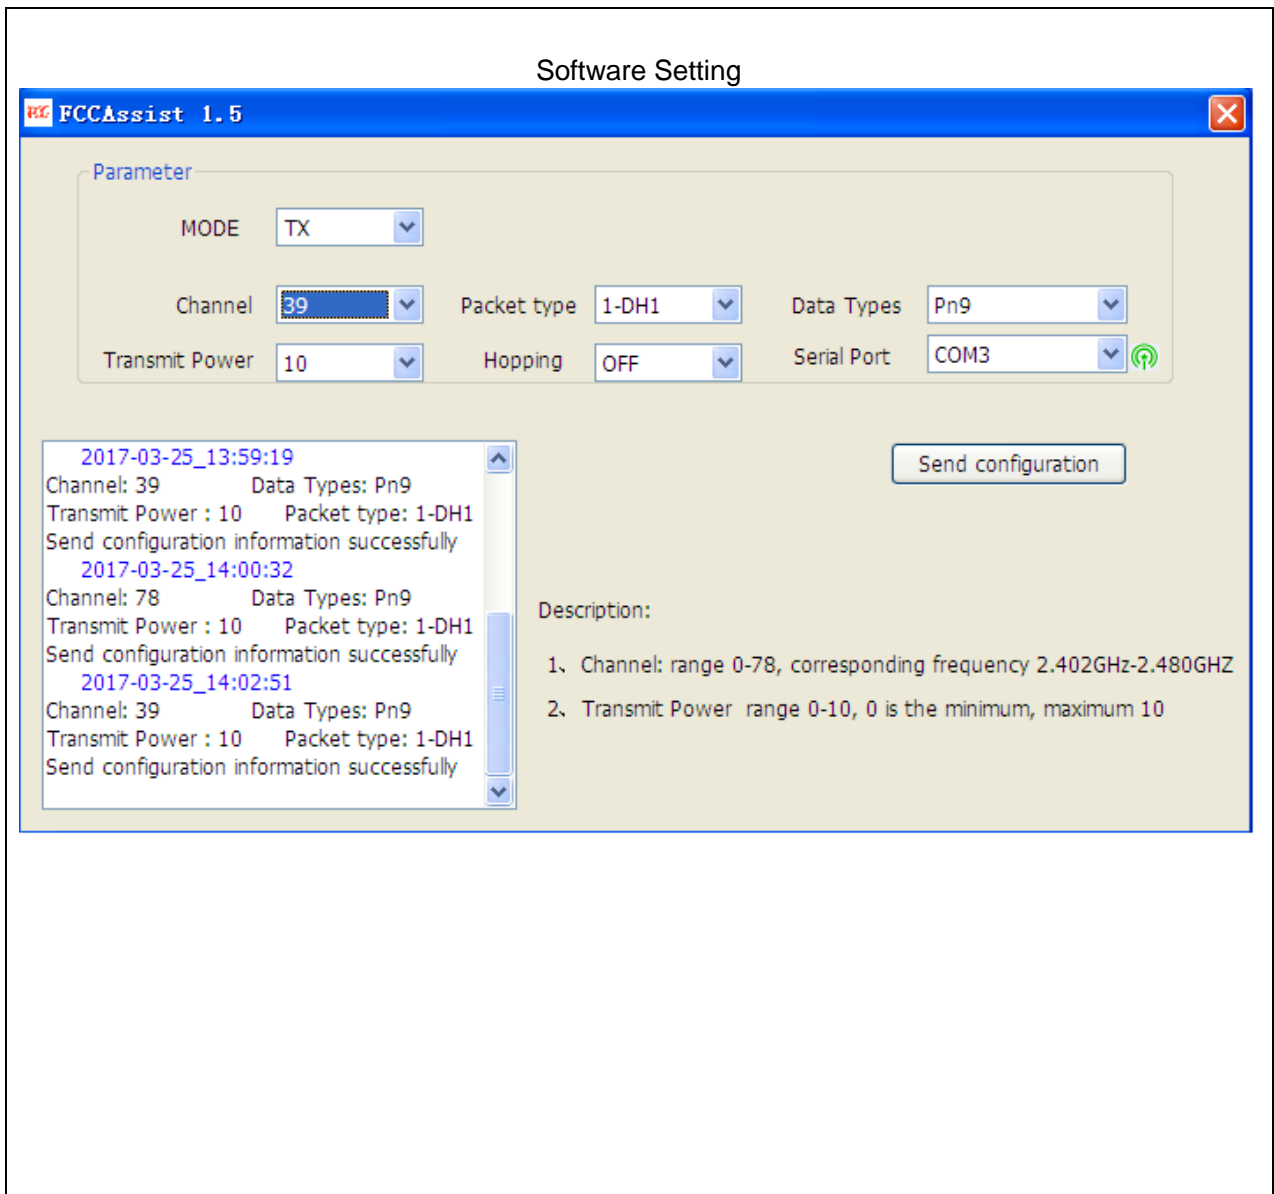 Software Setting
FCC FCCAssist 1.5
Parameter
MODE TX
Channel 39 Packet type 1-DH1 Data Types Pn9
Transmit Power 10 Hopping OFF Serial Port COM3
2017-03-25_13:59:19
Channel: 39 Data Types: Pn9
Transmit Power : 10 Packet type: 1-DH1
Send configuration information successfully
2017-03-25_14:00:32
Channel: 78 Data Types: Pn9
Transmit Power : 10 Packet type: 1-DH1
Send configuration information successfully
2017-03-25_14:02:51
Channel: 39 Data Types: Pn9
Transmit Power : 10 Packet type: 1-DH1
Send configuration information successfully
Send configuration
Description:
1、Channel: range 0-78, corresponding frequency 2.402GHz-2.480GHZ
2、Transmit Power range 0-10, 0 is the minimum, maximum 10